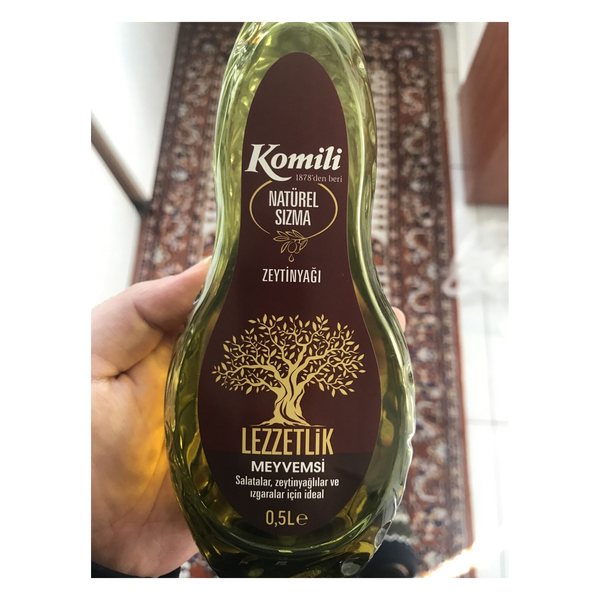 Komili
1878'den beri
NATÜREL
SIZMA
ZEYTİNYAĞI
LEZZETLİK
MEYVEMSİ
Salatalar, zeytinyağlılar ve
ızgaralar için ideal
0,5L℮